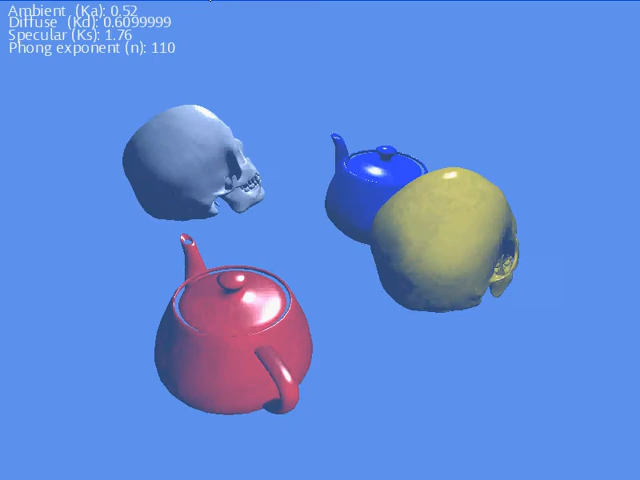 Ambient  (Ka): 0.52
Diffuse  (Kd): 0.6099999
Specular (Ks): 1.76
Phong exponent (n): 110